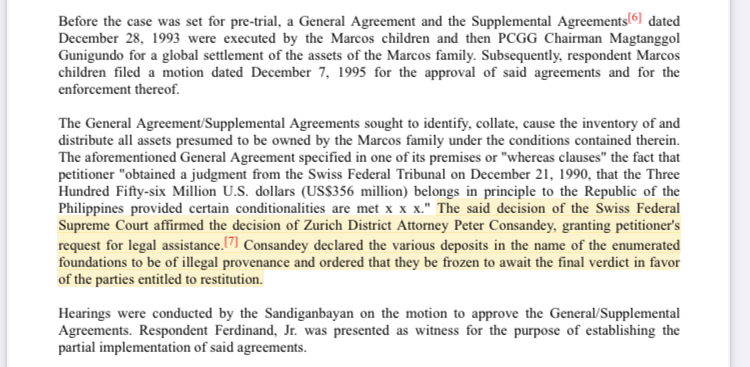 Before the case was set for pre-trial, a General Agreement and the Supplemental Agreements[6] dated
December 28, 1993 were executed by the Marcos children and then PCGG Chairman Magtanggol
Gunigundo for a global settlement of the assets of the Marcos family. Subsequently, respondent Marcos
children filed a motion dated December 7, 1995 for the approval of said agreements and for the
enforcement thereof.
The General Agreement/Supplemental Agreements sought to identify, collate, cause the inventory of and
distribute all assets presumed to be owned by the Marcos family under the conditions contained therein.
The aforementioned General Agreement specified in one of its premises or "whereas clauses" the fact that
petitioner "obtained a judgment from the Swiss Federal Tribunal on December 21, 1990, that the Three
Hundred Fifty-six Million U.S. dollars (US$356 million) belongs in principle to the Republic of the
Philippines provided certain conditionalities are met x x x." The said decision of the Swiss Federal
Supreme Court affirmed the decision of Zurich District Attorney Peter Consandey, granting petitioner's
request for legal assistance.[7] Consandey declared the various deposits in the name of the enumerated
foundations to be of illegal provenance and ordered that they be frozen to await the final verdict in favor
of the parties entitled to restitution.
Hearings were conducted by the Sandiganbayan on the motion to approve the General/Supplemental
Agreements. Respondent Ferdinand, Jr. was presented as witness for the purpose of establishing the
partial implementation of said agreements.